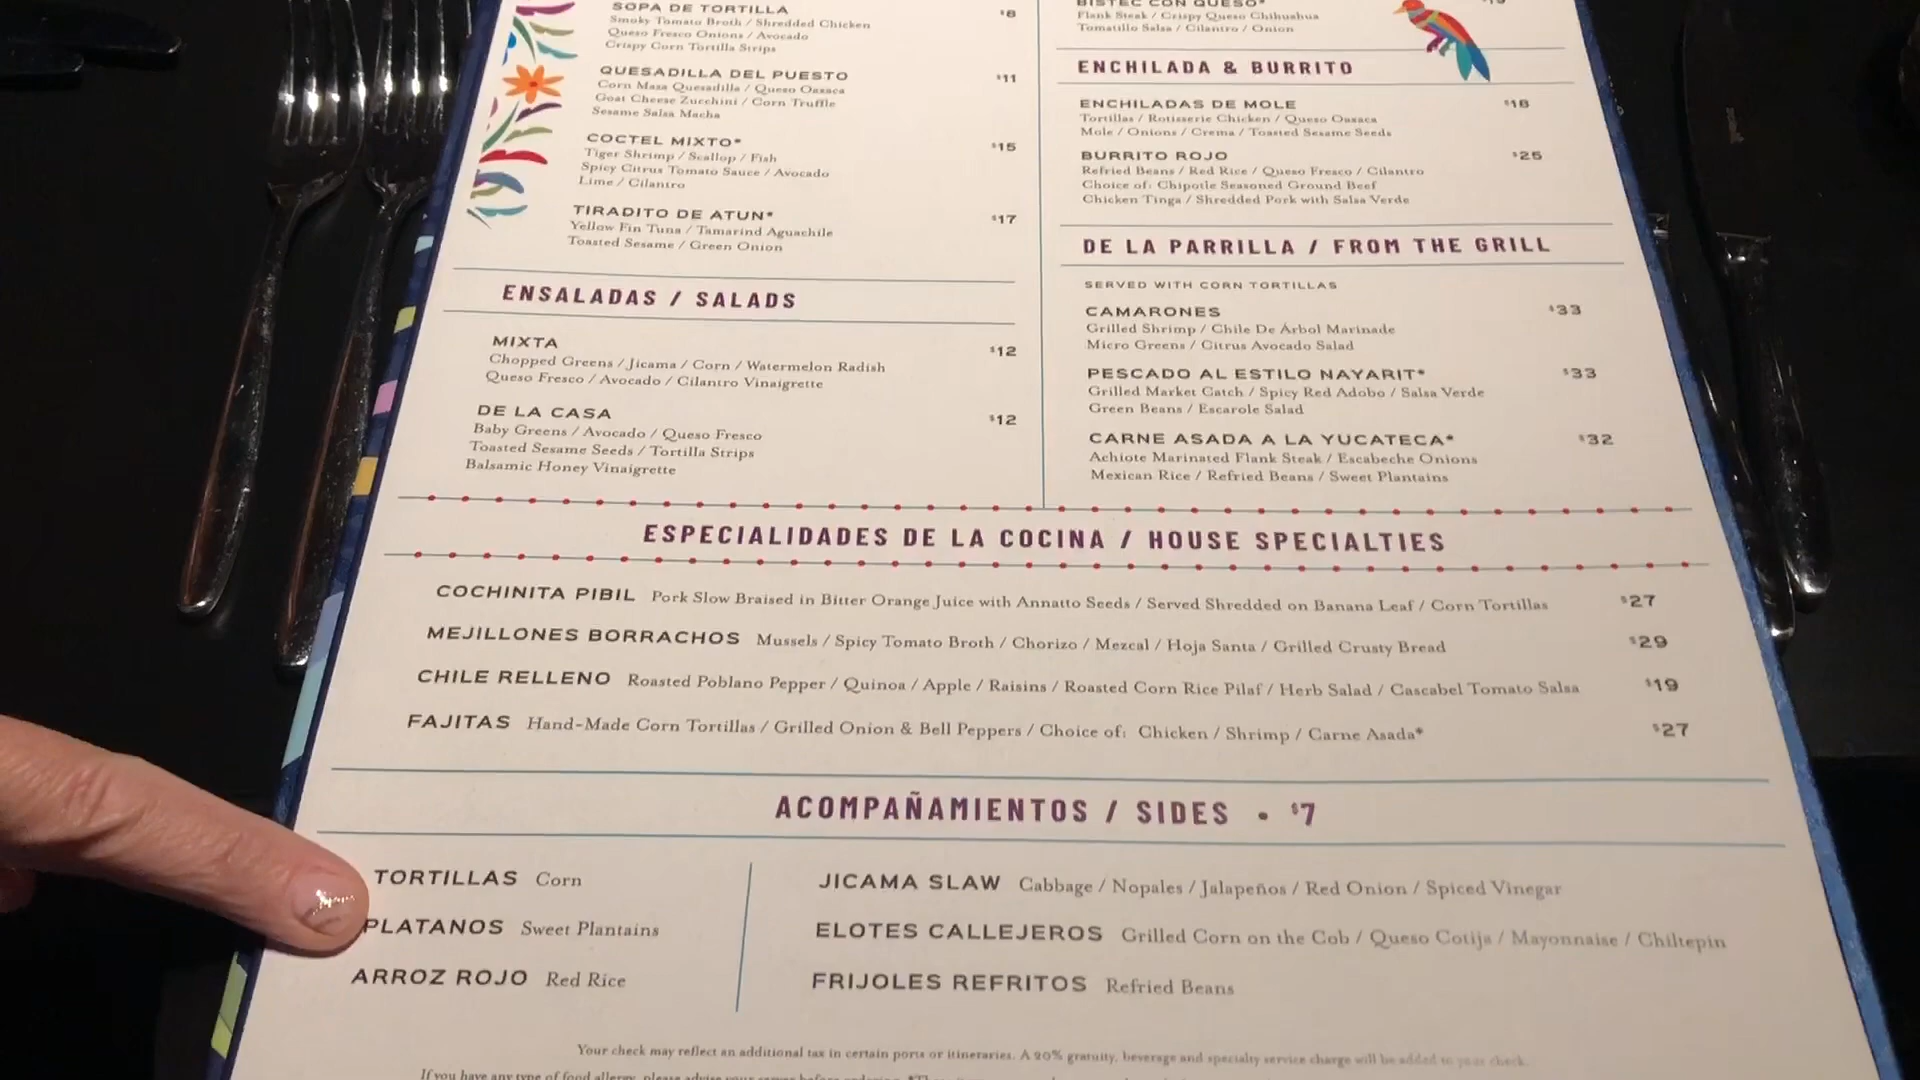 SOPA DE TORTILLA $8
Smoky Tomato Broth / Shredded Chicken
Queso Fresco Onions / Avocado
Crispy Corn Tortilla Strips
QUESADILLA DEL PUESTO $11
Corn Masa Quesadilla / Queso Oaxaca
Goat Cheese Zucchini / Corn Truffle
Sesame Salsa Macha
COCTEL MIXTO* $15
Tiger Shrimp / Scallop / Fish
Spicy Citrus Tomato Sauce / Avocado
Lime / Cilantro
TIRADITO DE ATUN* $17
Yellow Fin Tuna / Tamarind Aguachile
Toasted Sesame / Green Onion
ENSALADAS / SALADS
MIXTA $12
Chopped Greens / Jicama / Corn / Watermelon Radish
Queso Fresco / Avocado / Cilantro Vinaigrette
DE LA CASA $12
Baby Greens / Avocado / Queso Fresco
Toasted Sesame Seeds / Tortilla Strips
Balsamic Honey Vinaigrette
BISTEC CON QUESO*
Flank Steak / Crispy Queso Chihuahua
Tomatillo Salsa / Cilantro / Onion
ENCHILADA & BURRITO
ENCHILADAS DE MOLE $18
Tortillas / Rotisserie Chicken / Queso Oaxaca
Mole / Onions / Crema / Toasted Sesame Seeds
BURRITO ROJO $25
Refried Beans / Red Rice / Queso Fresco / Cilantro
Choice of: Chipotle Seasoned Ground Beef
Chicken Tinga / Shredded Pork with Salsa Verde
DE LA PARRILLA / FROM THE GRILL
SERVED WITH CORN TORTILLAS
CAMARONES $33
Grilled Shrimp / Chile De Árbol Marinade
Micro Greens / Citrus Avocado Salad
PESCADO AL ESTILO NAYARIT* $33
Grilled Market Catch / Spicy Red Adobo / Salsa Verde
Green Beans / Escarole Salad
CARNE ASADA A LA YUCATECA* $32
Achiote Marinated Flank Steak / Escabeche Onions
Mexican Rice / Refried Beans / Sweet Plantains
ESPECIALIDADES DE LA COCINA / HOUSE SPECIALTIES
COCHINITA PIBIL Pork Slow Braised in Bitter Orange Juice with Annatto Seeds / Served Shredded on Banana Leaf / Corn Tortillas $27
MEJILLONES BORRACHOS Mussels / Spicy Tomato Broth / Chorizo / Mezcal / Hoja Santa / Grilled Crusty Bread $29
CHILE RELLENO Roasted Poblano Pepper / Quinoa / Apple / Raisins / Roasted Corn Rice Pilaf / Herb Salad / Cascabel Tomato Salsa $19
FAJITAS Hand-Made Corn Tortillas / Grilled Onion & Bell Peppers / Choice of: Chicken / Shrimp / Carne Asada* $27
ACOMPAÑAMIENTOS / SIDES • $7
TORTILLAS Corn
PLATANOS Sweet Plantains
ARROZ ROJO Red Rice
JICAMA SLAW Cabbage / Nopales / Jalapeños / Red Onion / Spiced Vinegar
ELOTES CALLEJEROS Grilled Corn on the Cob / Queso Cotija / Mayonnaise / Chiltepin
FRIJOLES REFRITOS Refried Beans
Your check may reflect an additional tax in certain ports or itineraries. A 20% gratuity, beverage and specialty service charge will be added to your check.
If you have any type of food allergy, please advise your server before ordering.